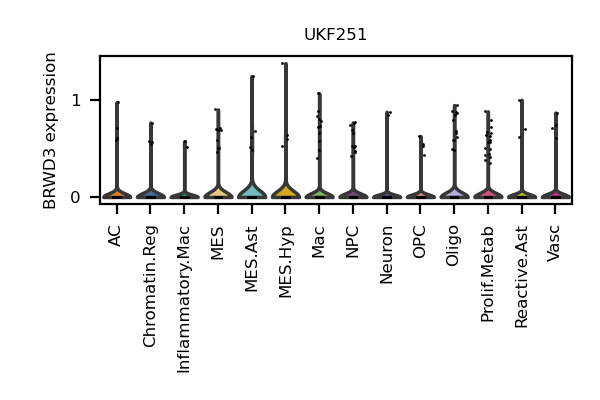 UKF251
BRWD3 expression
1
0
AC
Chromatin.Reg
Inflammatory.Mac
MES
MES.Ast
MES.Hyp
Mac
NPC
Neuron
OPC
Oligo
Prolif.Metab
Reactive.Ast
Vasc